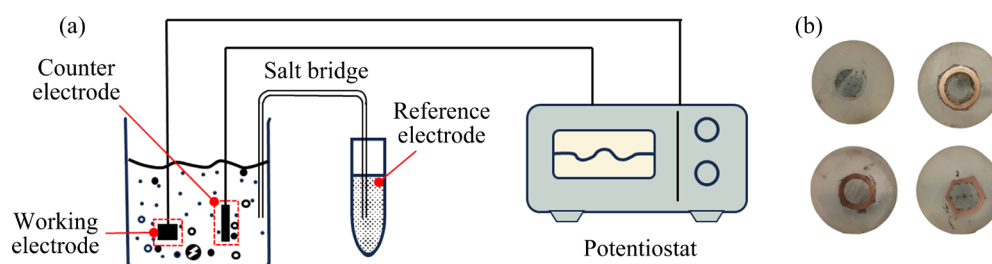 (a)
Counter
electrode
Salt bridge
Reference
electrode
Working
electrode
Potentiostat
(b)